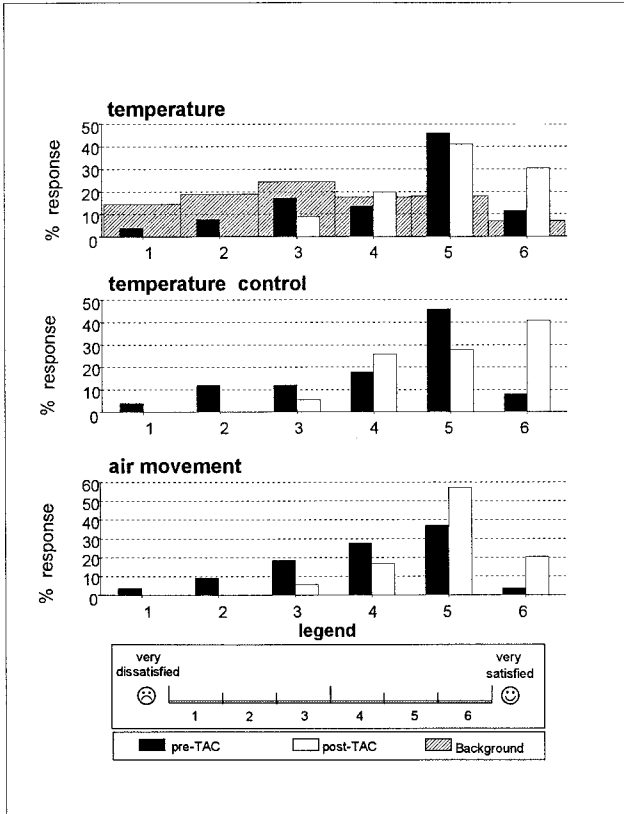 temperature
% response
50
40
30
20
10
0
1 2 3 4 5 6
temperature control
% response
50
40
30
20
10
0
1 2 3 4 5 6
air movement
% response
60
50
40
30
20
10
0
1 2 3 4 5 6
legend
very dissatisfied
very satisfied
1 2 3 4 5 6
pre-TAC post-TAC Background